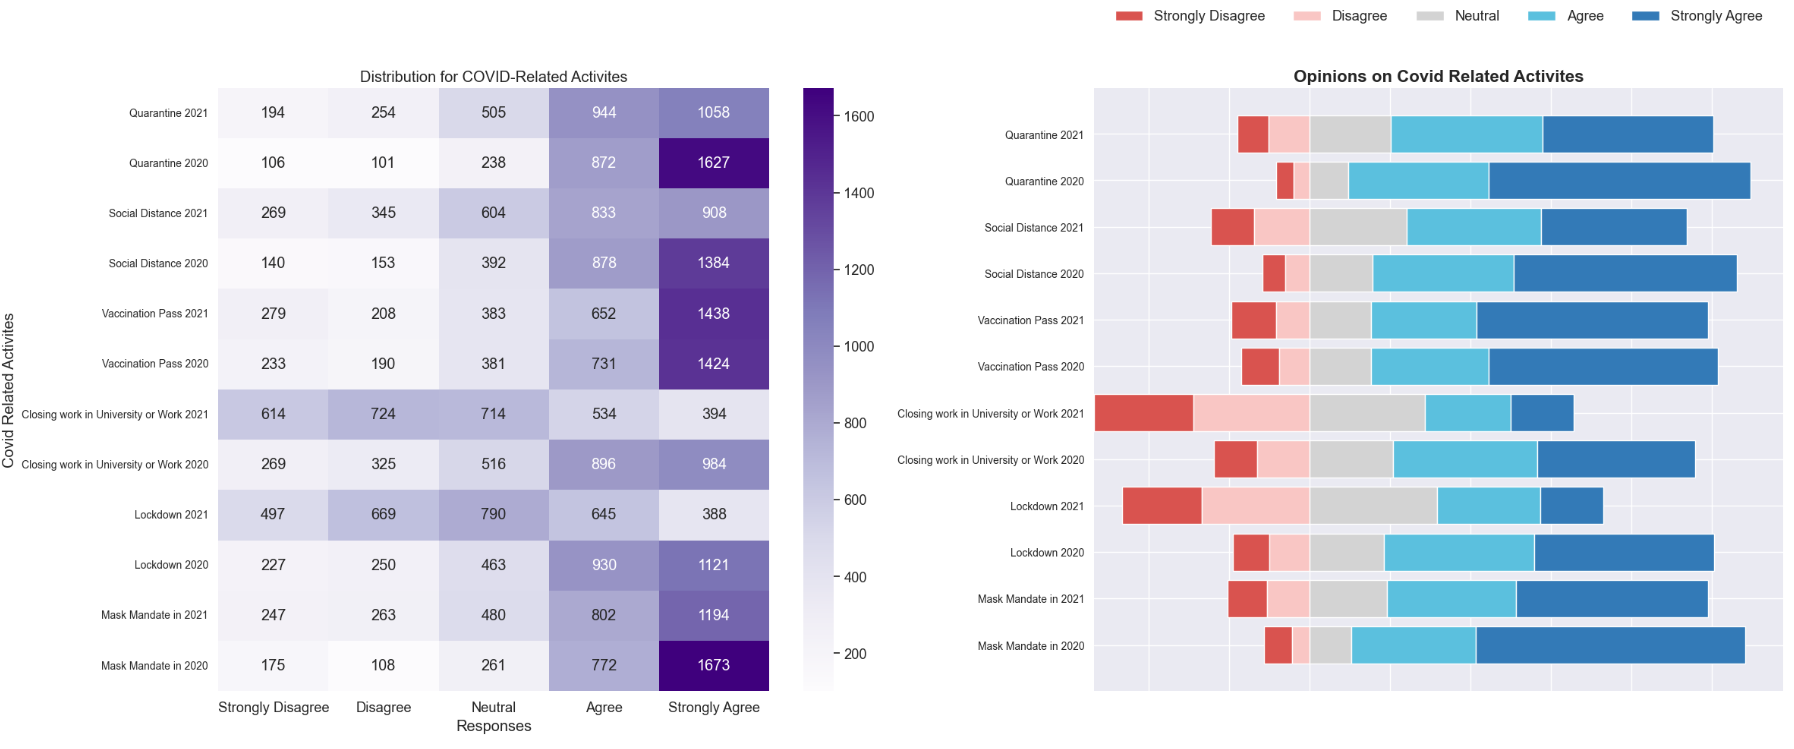 Strongly Disagree Disagree Neutral Agree Strongly Agree
Distribution for COVID-Related Activites
Covid Related Activites
Quarantine 2021 194 254 505 944 1058
Quarantine 2020 106 101 238 872 1627
Social Distance 2021 269 345 604 833 908
Social Distance 2020 140 153 392 878 1384
Vaccination Pass 2021 279 208 383 652 1438
Vaccination Pass 2020 233 190 381 731 1424
Closing work in University or Work 2021 614 724 714 534 394
Closing work in University or Work 2020 269 325 516 896 984
Lockdown 2021 497 669 790 645 388
Lockdown 2020 227 250 463 930 1121
Mask Mandate in 2021 247 263 480 802 1194
Mask Mandate in 2020 175 108 261 772 1673
Strongly Disagree Disagree Neutral Agree Strongly Agree
Responses
1600
1400
1200
1000
800
600
400
200
Opinions on Covid Related Activites
Quarantine 2021
Quarantine 2020
Social Distance 2021
Social Distance 2020
Vaccination Pass 2021
Vaccination Pass 2020
Closing work in University or Work 2021
Closing work in University or Work 2020
Lockdown 2021
Lockdown 2020
Mask Mandate in 2021
Mask Mandate in 2020